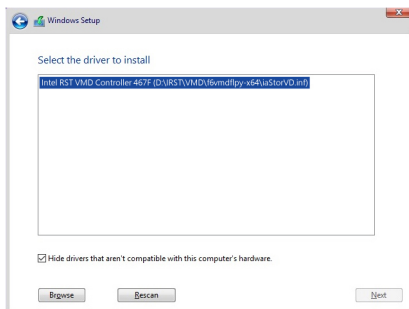 Windows Setup
Select the driver to install
Intel RST VMD Controller 467F (D:\IRST\VMD\f6vmdflpy-x64\iaStorVD.inf)
Hide drivers that aren't compatible with this computer's hardware.
Browse Rescan Next